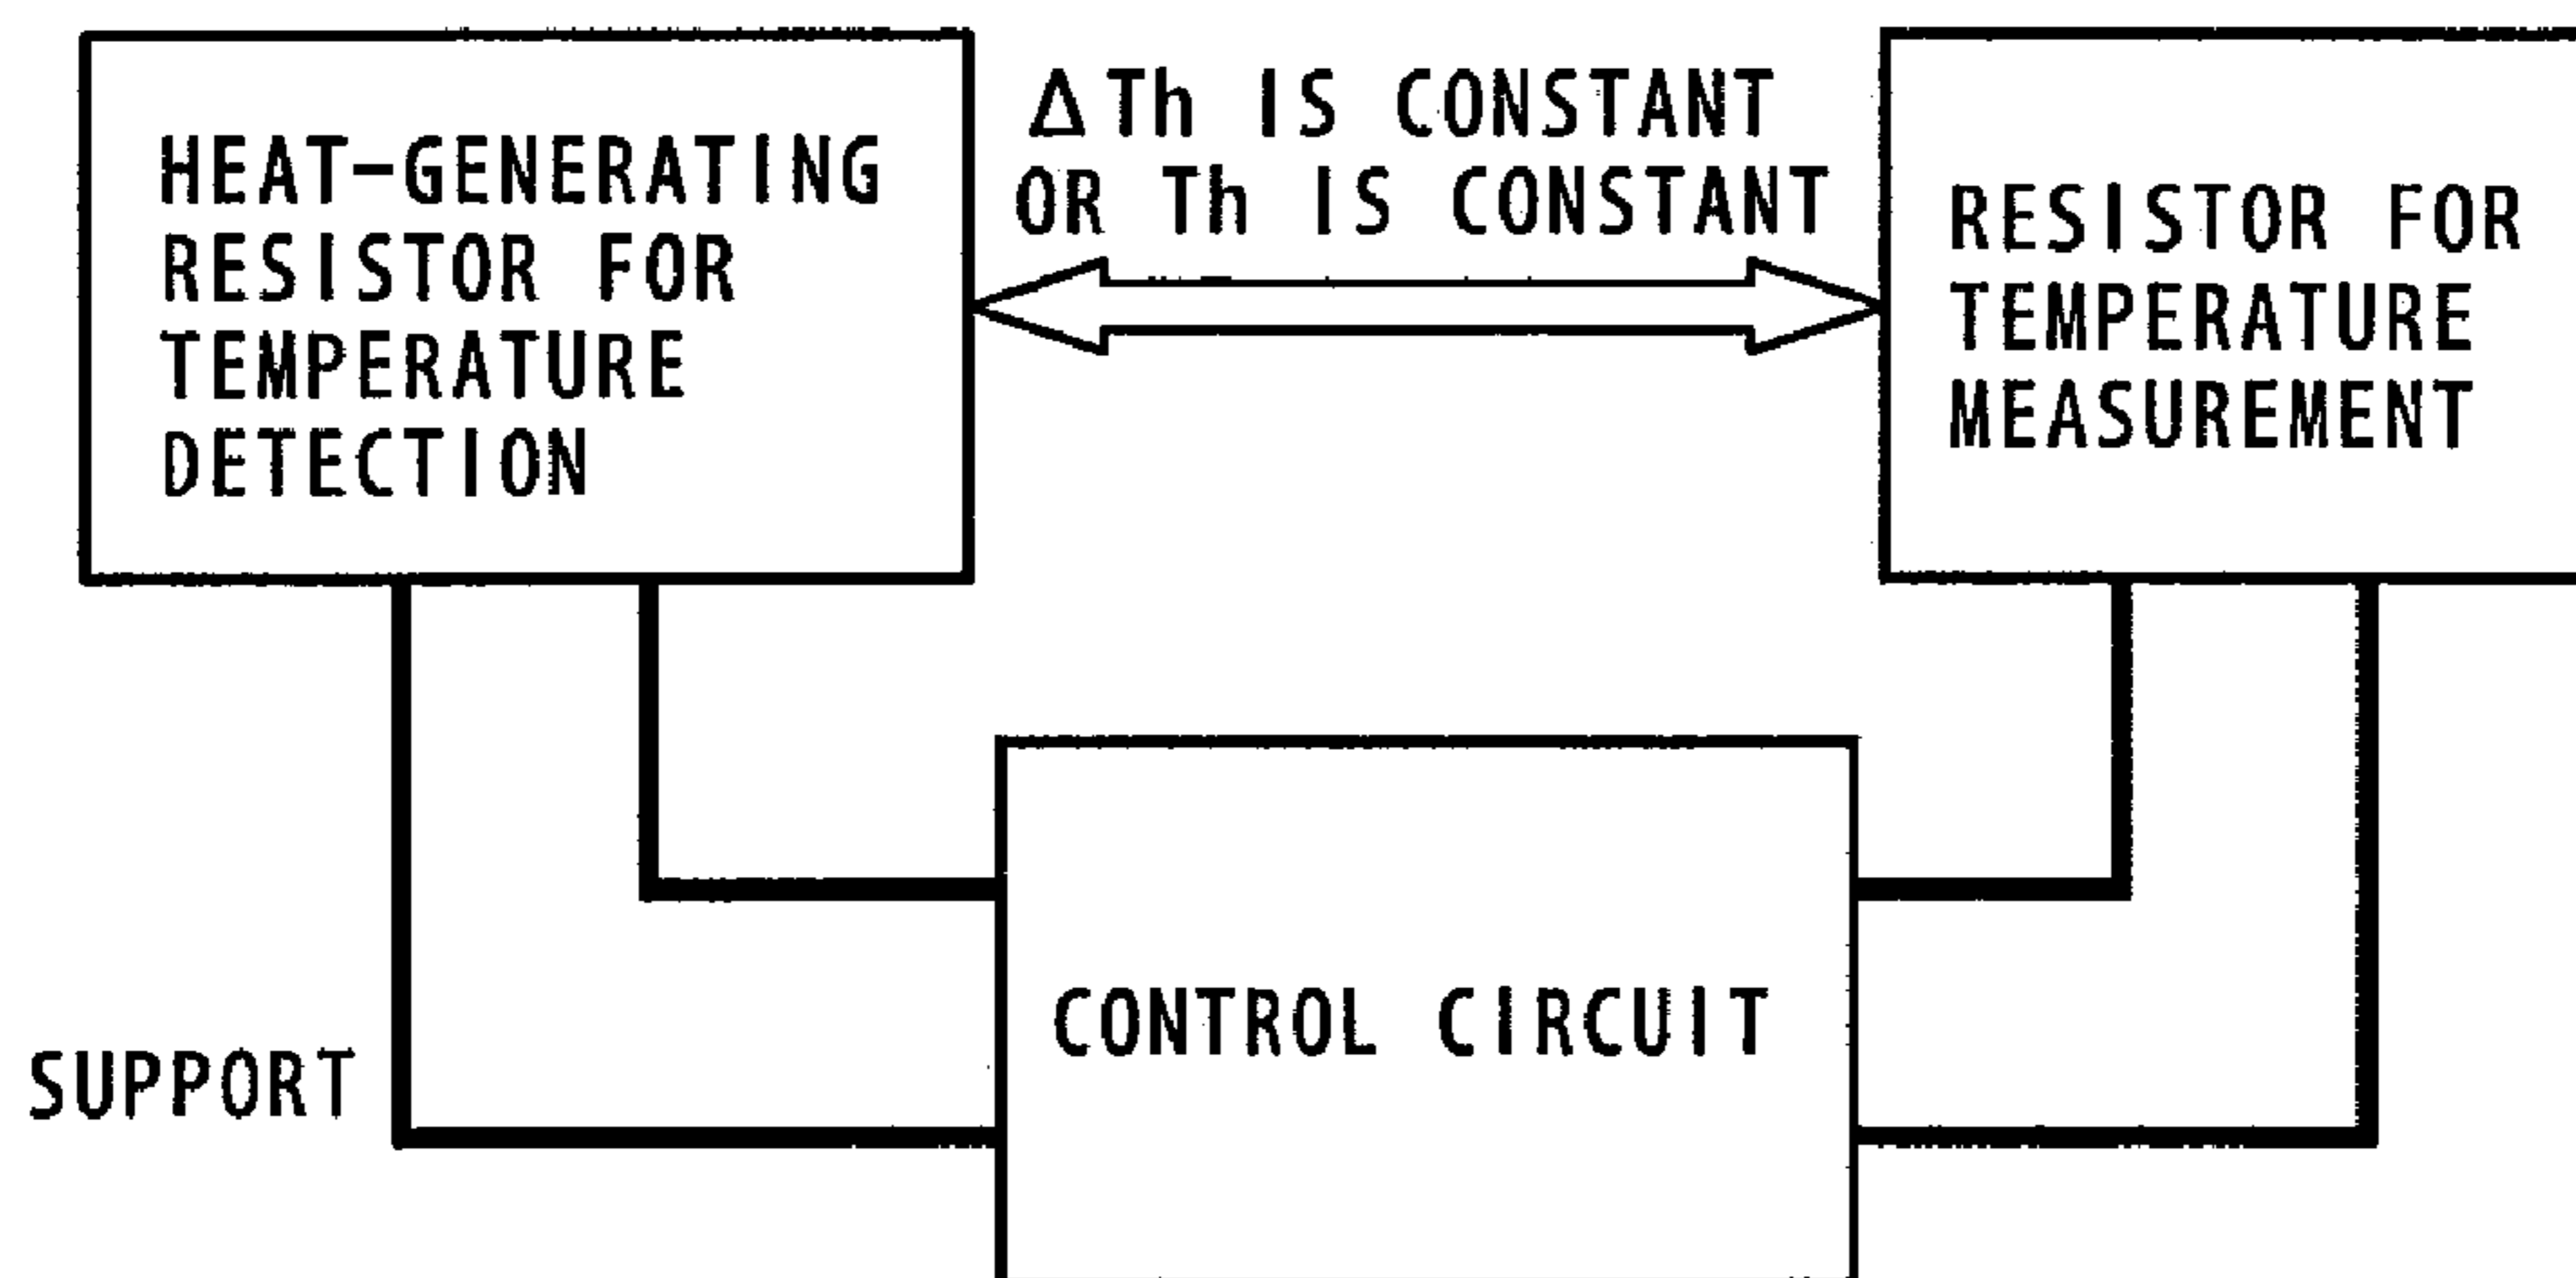 HEAT-GENERATING
RESISTOR FOR
TEMPERATURE
DETECTION
ΔTh IS CONSTANT
OR Th IS CONSTANT
RESISTOR FOR
TEMPERATURE
MEASUREMENT
CONTROL CIRCUIT
SUPPORT